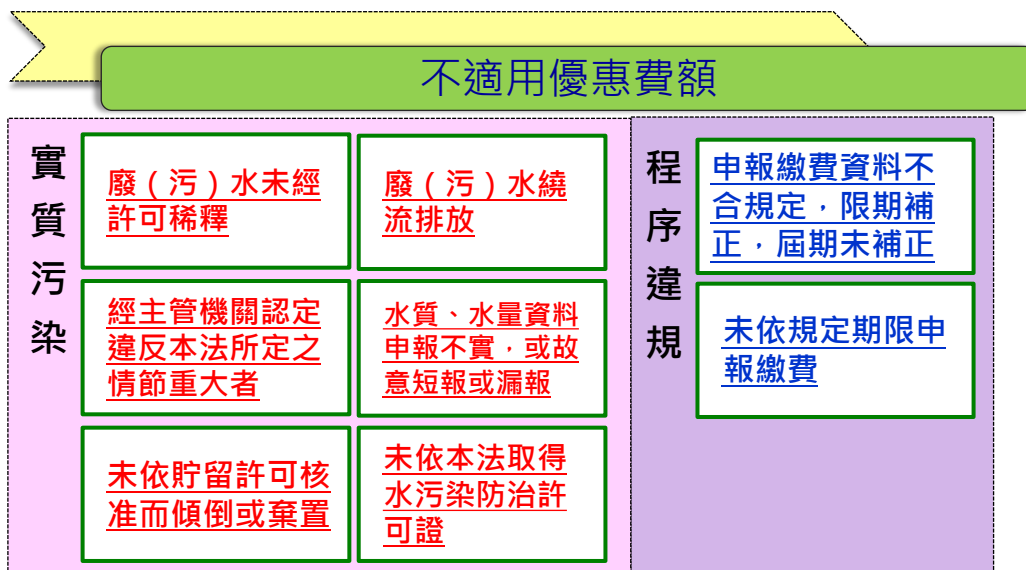 不適用優惠費額
實質污染
廢（污）水未經
許可稀釋
廢（污）水繞
流排放
經主管機關認定
違反本法所定之
情節重大者
水質、水量資料
申報不實，或故
意短報或漏報
未依貯留許可核
准而傾倒或棄置
未依本法取得
水污染防治許
可證
程序違規
申報繳費資料不
合規定，限期補
正，屆期未補正
未依規定期限申
報繳費